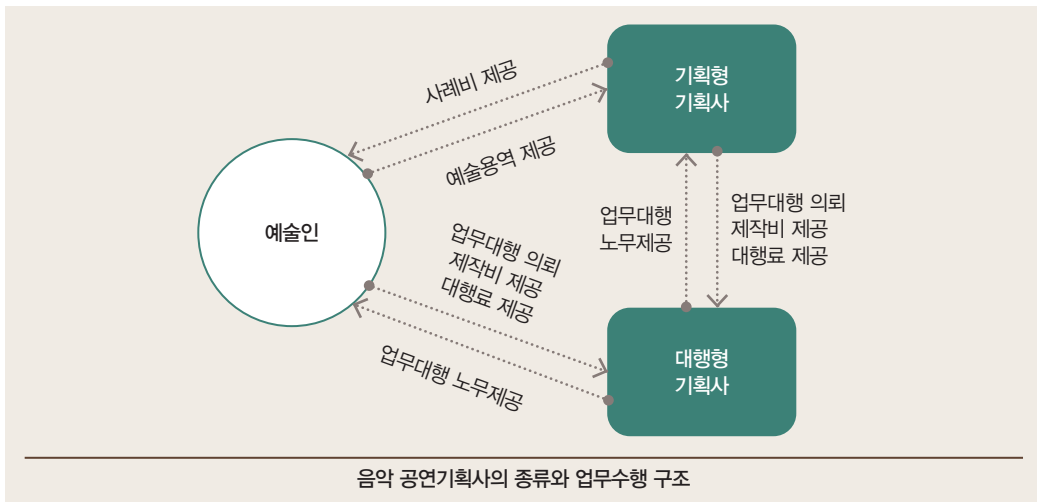 사례비 제공
예술용역 제공
기획형
기획사
예술인
업무대행 의뢰
제작비 제공
대행료 제공
업무대행 노무제공
업무대행
노무제공
업무대행 의뢰
제작비 제공
대행료 제공
대행형
기획사
음악 공연기획사의 종류와 업무수행 구조